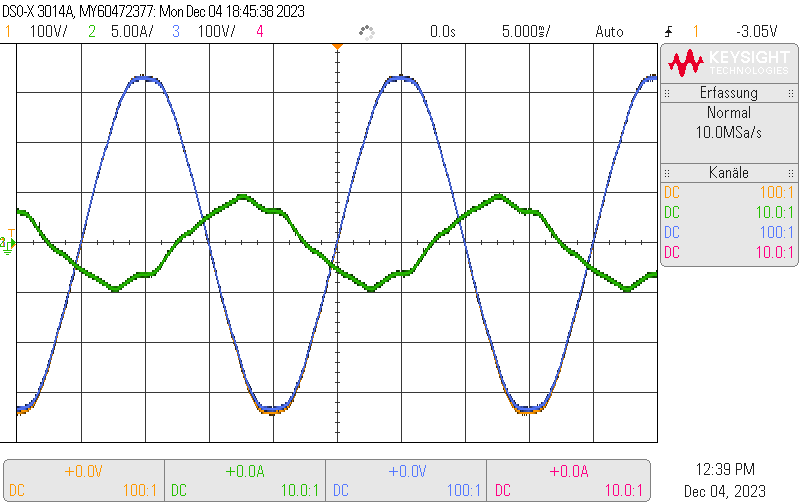 DSO-X 3014A, MY60472377: Mon Dec 04 18:45:38 2023
1 100V/ 2 5.00A/ 3 100V/ 4 0.0s 5.000ms/ Auto 1 -3.05V
KEYSIGHT
TECHNOLOGIES
Erfassung
Normal
10.0MSa/s
Kanäle
DC 100:1
DC 10.0:1
DC 100:1
DC 10.0:1
+0.0V +0.0A +0.0V +0.0A
DC 100:1 DC 10.0:1 DC 100:1 DC 10.0:1
12:39 PM
Dec 04, 2023